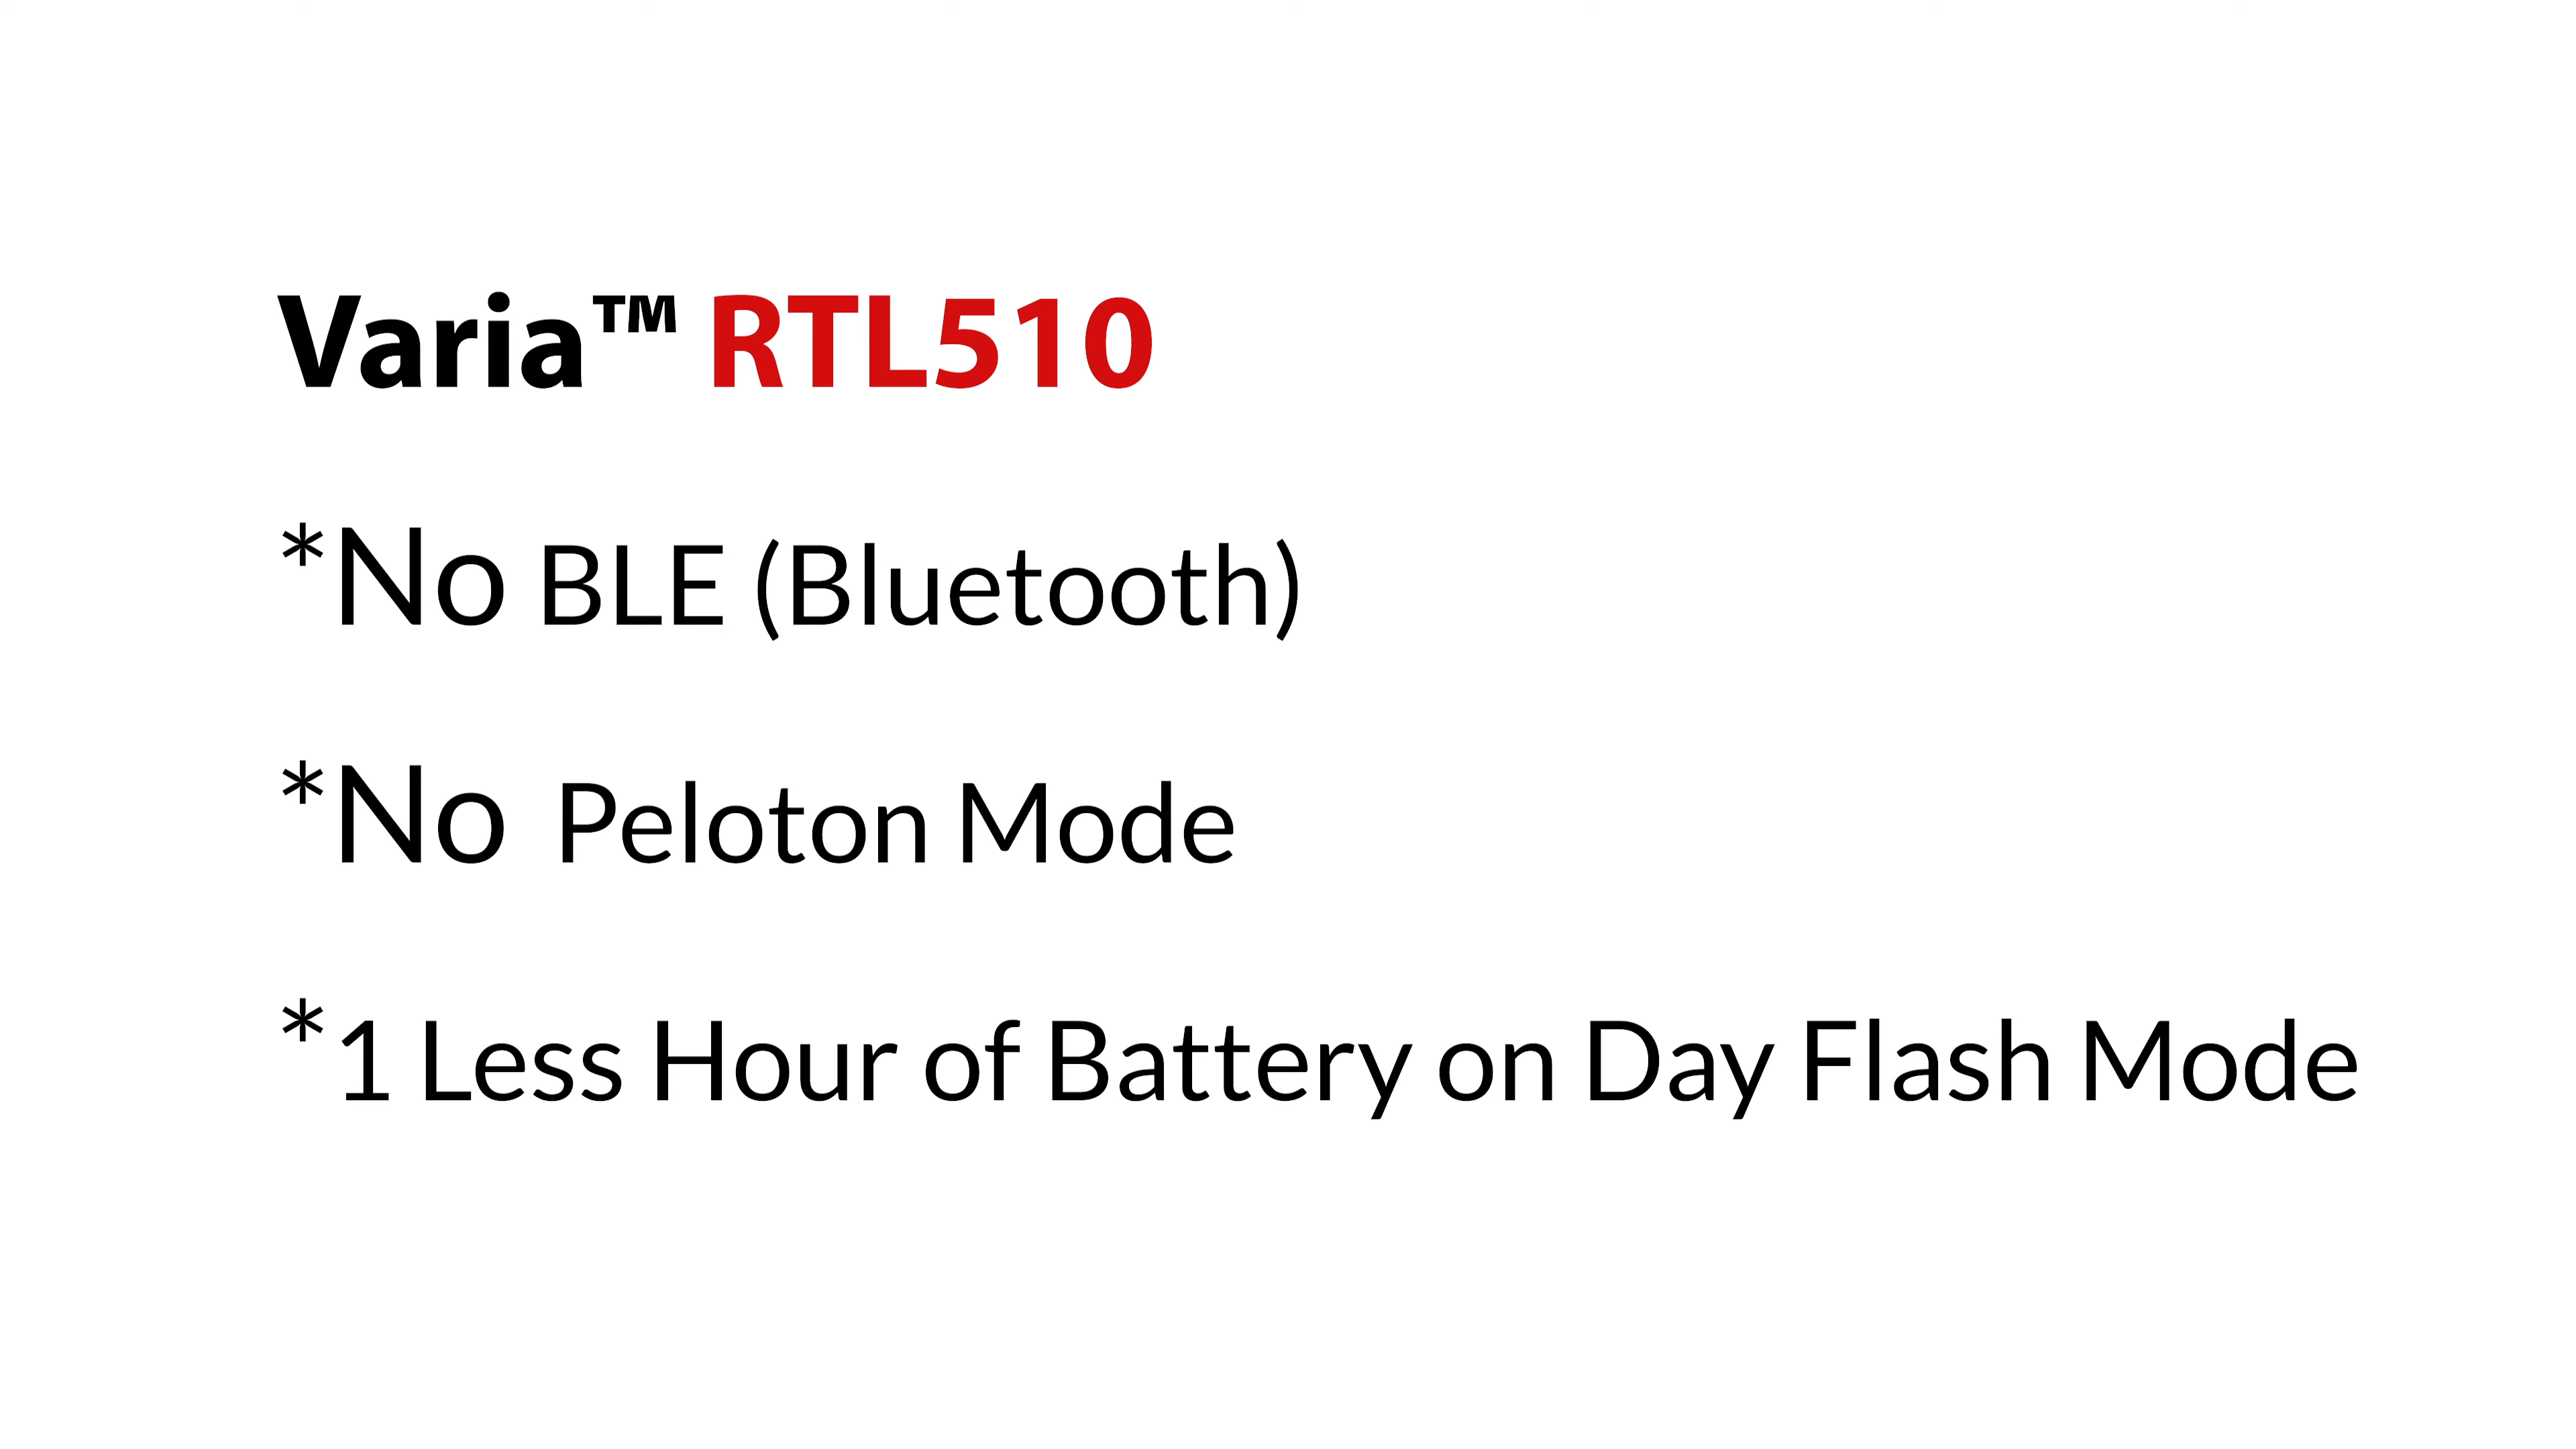 Varia™ RTL510
*No BLE (Bluetooth)
*No Peloton Mode
*1 Less Hour of Battery on Day Flash Mode